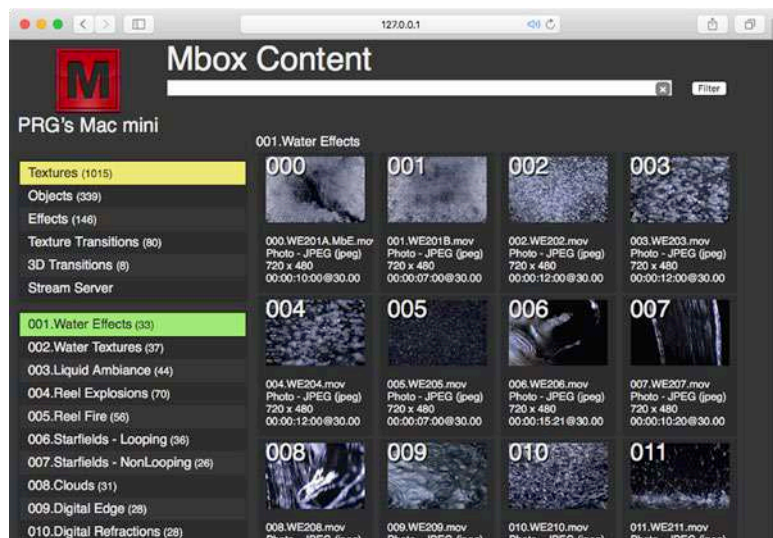 127.0.0.1
Mbox Content
M
Filter
PRG's Mac mini
001.Water Effects
Textures (1015)
Objects (339)
Effects (146)
Texture Transitions (80)
3D Transitions (8)
Stream Server
001.Water Effects (33)
002.Water Textures (37)
003.Liquid Ambiance (44)
004.Reel Explosions (70)
005.Reel Fire (56)
006.Starfields - Looping (36)
007.Starfields - NonLooping (26)
008.Clouds (31)
009.Digital Edge (28)
010.Digital Refractions (28)
000 001 002 003
000.WE201A.MbE.mov 001.WE201B.mov 002.WE202.mov 003.WE203.mov
Photo - JPEG (jpeg) Photo - JPEG (jpeg) Photo - JPEG (jpeg) Photo - JPEG (jpeg)
720 x 480 720 x 480 720 x 480 720 x 480
00:00:10:00@30.00 00:00:07:00@30.00 00:00:12:00@30.00 00:00:12:00@30.00
004 005 006 007
004.WE204.mov 005.WE205.mov 006.WE206.mov 007.WE207.mov
Photo - JPEG (jpeg) Photo - JPEG (jpeg) Photo - JPEG (jpeg) Photo - JPEG (jpeg)
720 x 480 720 x 480 720 x 480 720 x 480
00:00:12:00@30.00 00:00:07:00@30.00 00:00:15:21@30.00 00:00:10:20@30.00
008 009 010 011
008.WE208.mov 009.WE209.mov 010.WE210.mov 011.WE211.mov